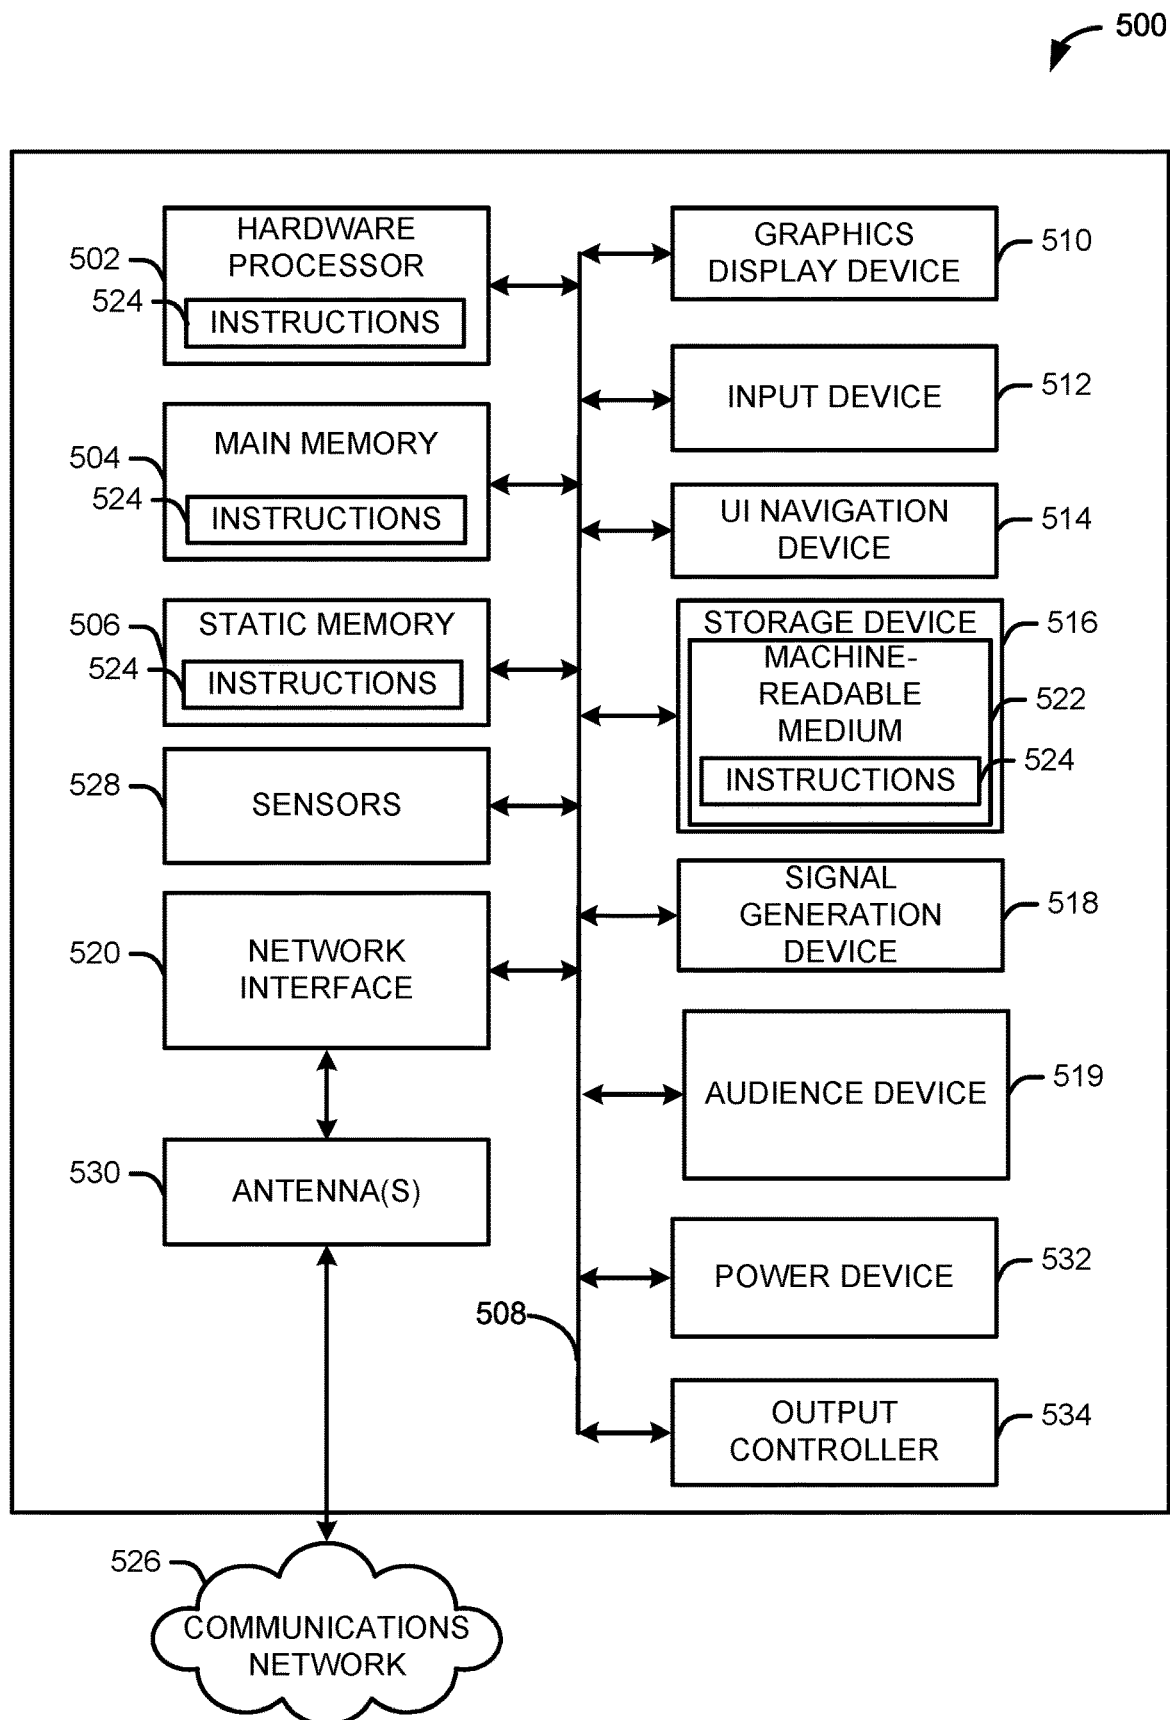 500
HARDWARE
PROCESSOR
502
524
INSTRUCTIONS
MAIN MEMORY
504
524
INSTRUCTIONS
STATIC MEMORY
506
524
INSTRUCTIONS
528
SENSORS
520
NETWORK
INTERFACE
530
ANTENNA(S)
508
526
COMMUNICATIONS
NETWORK
GRAPHICS
DISPLAY DEVICE
510
INPUT DEVICE
512
UI NAVIGATION
DEVICE
514
STORAGE DEVICE
516
MACHINE-
READABLE
MEDIUM
522
INSTRUCTIONS
524
SIGNAL
GENERATION
DEVICE
518
AUDIENCE DEVICE
519
POWER DEVICE
532
OUTPUT
CONTROLLER
534